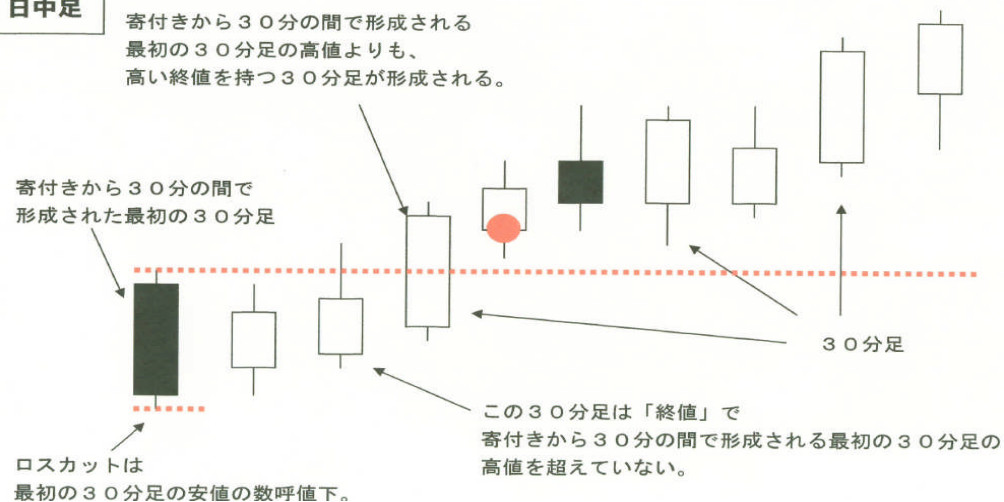 日中足
寄付きから３０分の間で形成される
最初の３０分足の高値よりも、
高い終値を持つ３０分足が形成される。
寄付きから３０分の間で
形成された最初の３０分足
３０分足
この３０分足は「終値」で
寄付きから３０分の間で形成される最初の３０分足の
高値を超えていない。
ロスカットは
最初の３０分足の安値の数呼値下。